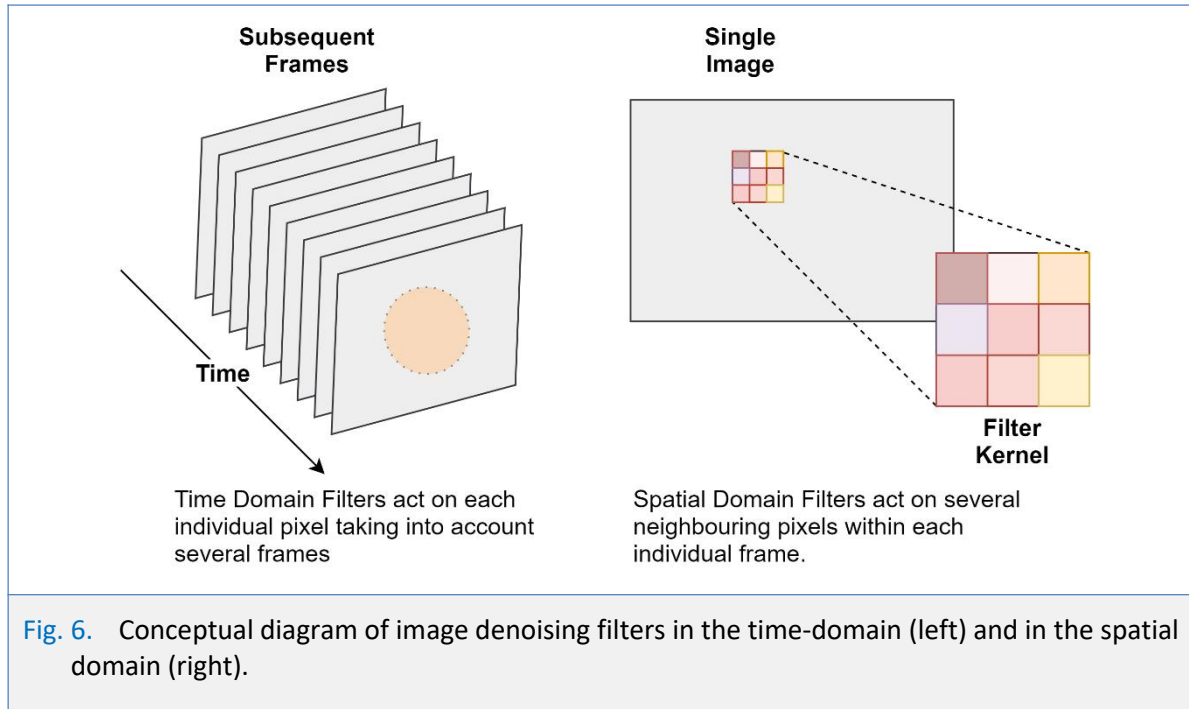 Subsequent
Frames
Time
Time Domain Filters act on each
individual pixel taking into account
several frames
Single
Image
Filter
Kernel
Spatial Domain Filters act on several
neighbouring pixels within each
individual frame.
Fig. 6. Conceptual diagram of image denoising filters in the time-domain (left) and in the spatial
domain (right).